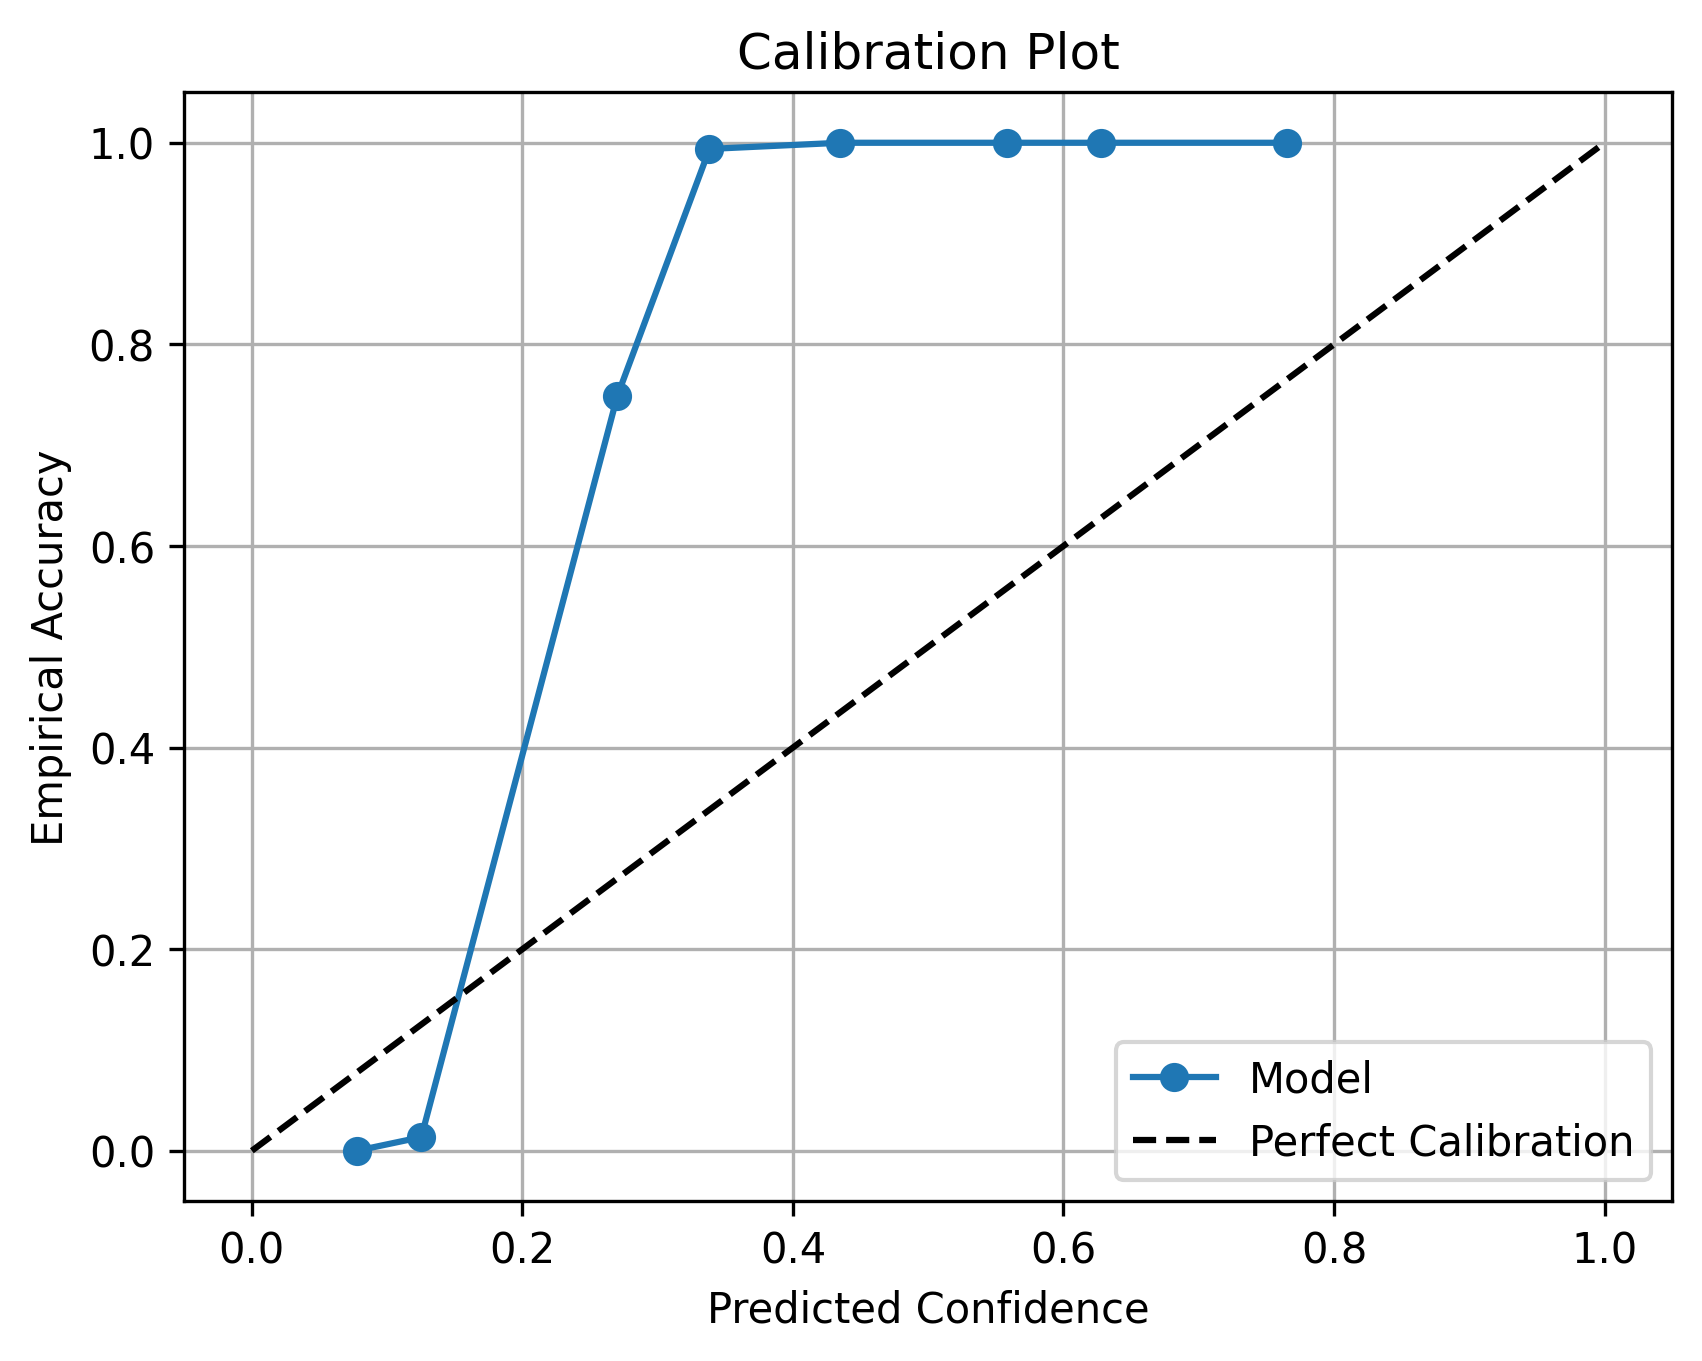 Calibration Plot
1.0
0.8
0.6
0.4
0.2
0.0
Empirical Accuracy
Model
Perfect Calibration
0.0 0.2 0.4 0.6 0.8 1.0
Predicted Confidence